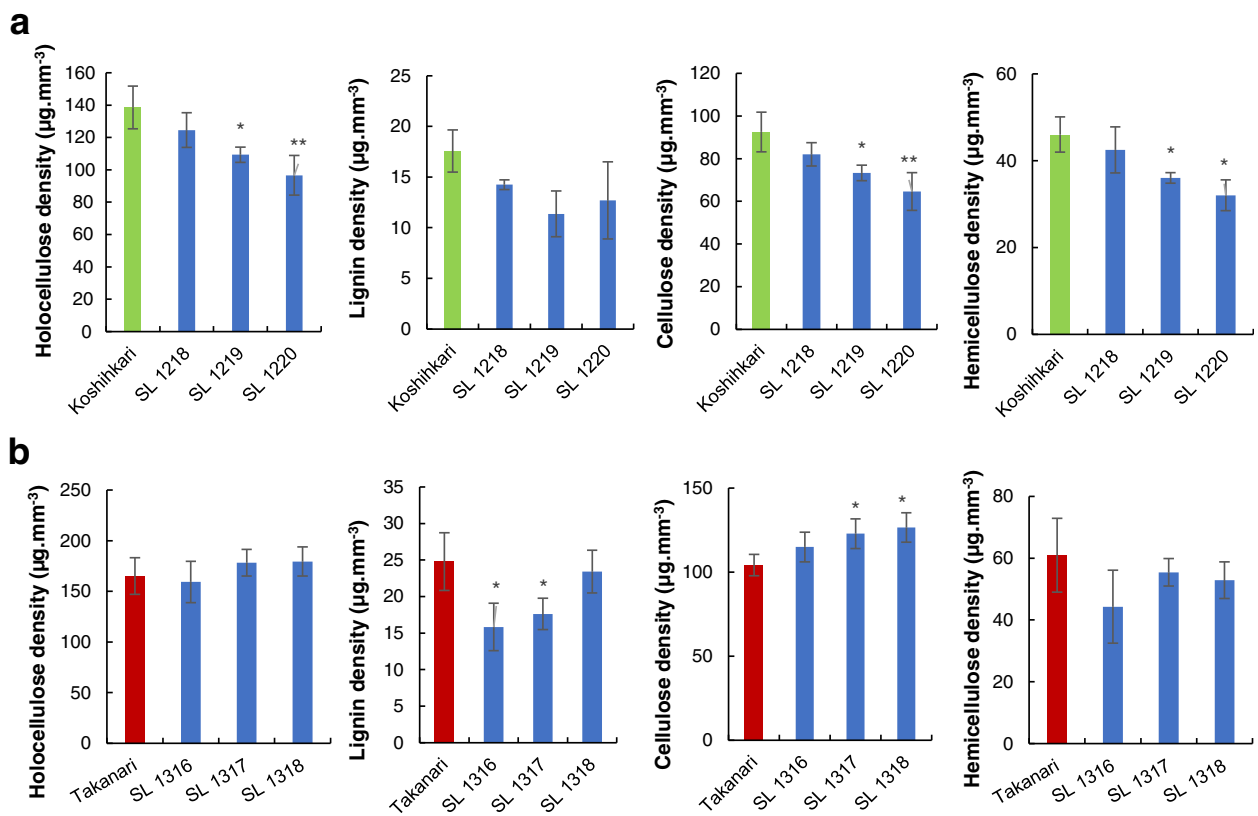 a
Holocellulose density (μg.mm-3)
160
140
120
100
80
60
40
20
0
*
**
Koshihkari
SL 1218
SL 1219
SL 1220
Lignin density (μg.mm-3)
25
20
15
10
5
0
Koshihkari
SL 1218
SL 1219
SL 1220
Cellulose density (μg.mm-3)
120
100
80
60
40
20
0
*
**
Koshihkari
SL 1218
SL 1219
SL 1220
Hemicellulose density (μg.mm-3)
60
40
20
0
*
*
Koshihkari
SL 1218
SL 1219
SL 1220
b
Holocellulose density (μg.mm-3)
250
200
150
100
50
0
Takanari
SL 1316
SL 1317
SL 1318
Lignin density (μg.mm-3)
35
30
25
20
15
10
5
0
*
*
Takanari
SL 1316
SL 1317
SL 1318
Cellulose density (μg.mm-3)
150
100
50
0
*
*
Takanari
SL 1316
SL 1317
SL 1318
Hemicellulose density (μg.mm-3)
80
60
40
20
0
Takanari
SL 1316
SL 1317
SL 1318